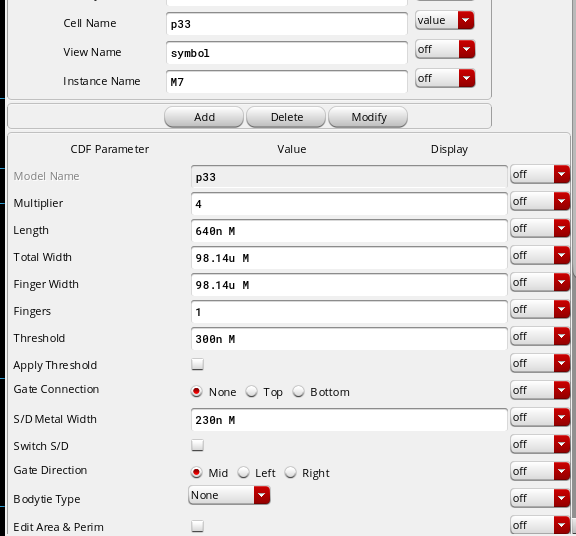 Cell Name p33 value
View Name symbol off
Instance Name M7 off
Add Delete Modify
CDF Parameter Value Display
Model Name p33 off
Multiplier 4 off
Length 640n M off
Total Width 98.14u M off
Finger Width 98.14u M off
Fingers 1 off
Threshold 300n M off
Apply Threshold off
Gate Connection None Top Bottom off
S/D Metal Width 230n M off
Switch S/D off
Gate Direction Mid Left Right off
Bodytie Type None off
Edit Area & Perim off